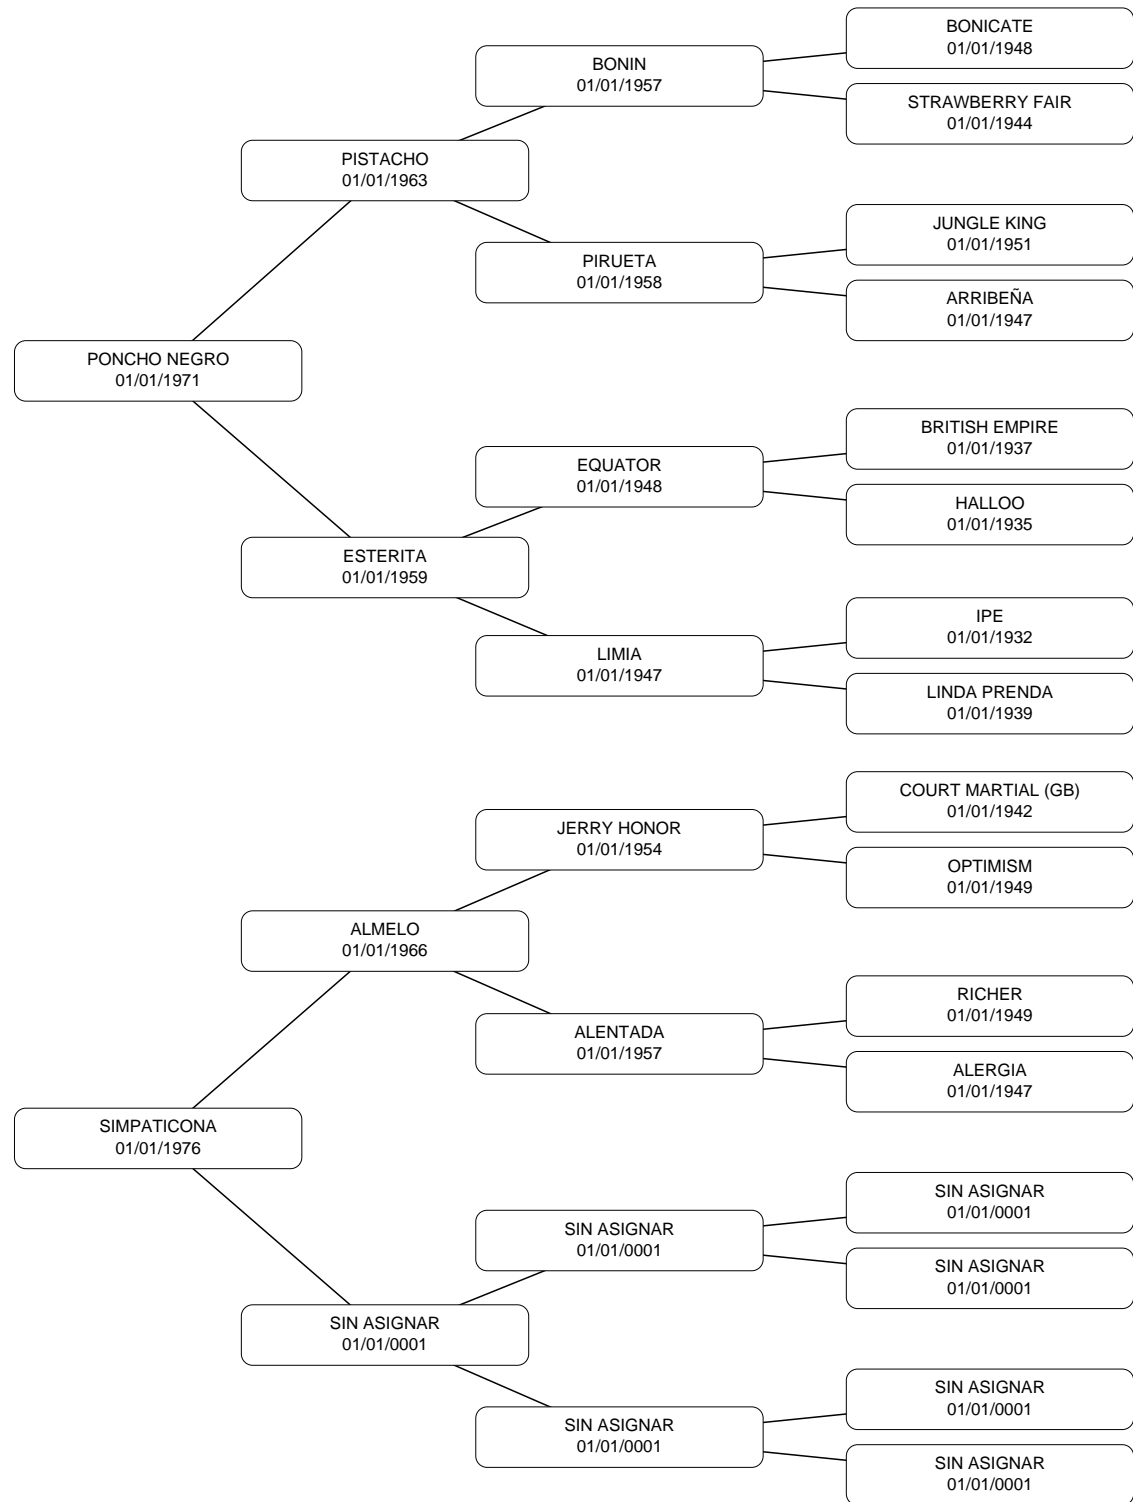 BONICATE
01/01/1948
BONIN
01/01/1957
STRAWBERRY FAIR
01/01/1944
PISTACHO
01/01/1963
JUNGLE KING
01/01/1951
PIRUETA
01/01/1958
ARRIBEÑA
01/01/1947
PONCHO NEGRO
01/01/1971
BRITISH EMPIRE
01/01/1937
EQUATOR
01/01/1948
HALLOO
01/01/1935
ESTERITA
01/01/1959
IPE
01/01/1932
LIMIA
01/01/1947
LINDA PRENDA
01/01/1939
COURT MARTIAL (GB)
01/01/1942
JERRY HONOR
01/01/1954
OPTIMISM
01/01/1949
ALMELO
01/01/1966
RICHER
01/01/1949
ALENTADA
01/01/1957
ALERGIA
01/01/1947
SIMPATICONA
01/01/1976
SIN ASIGNAR
01/01/0001
SIN ASIGNAR
01/01/0001
SIN ASIGNAR
01/01/0001
SIN ASIGNAR
01/01/0001
SIN ASIGNAR
01/01/0001
SIN ASIGNAR
01/01/0001
SIN ASIGNAR
01/01/0001